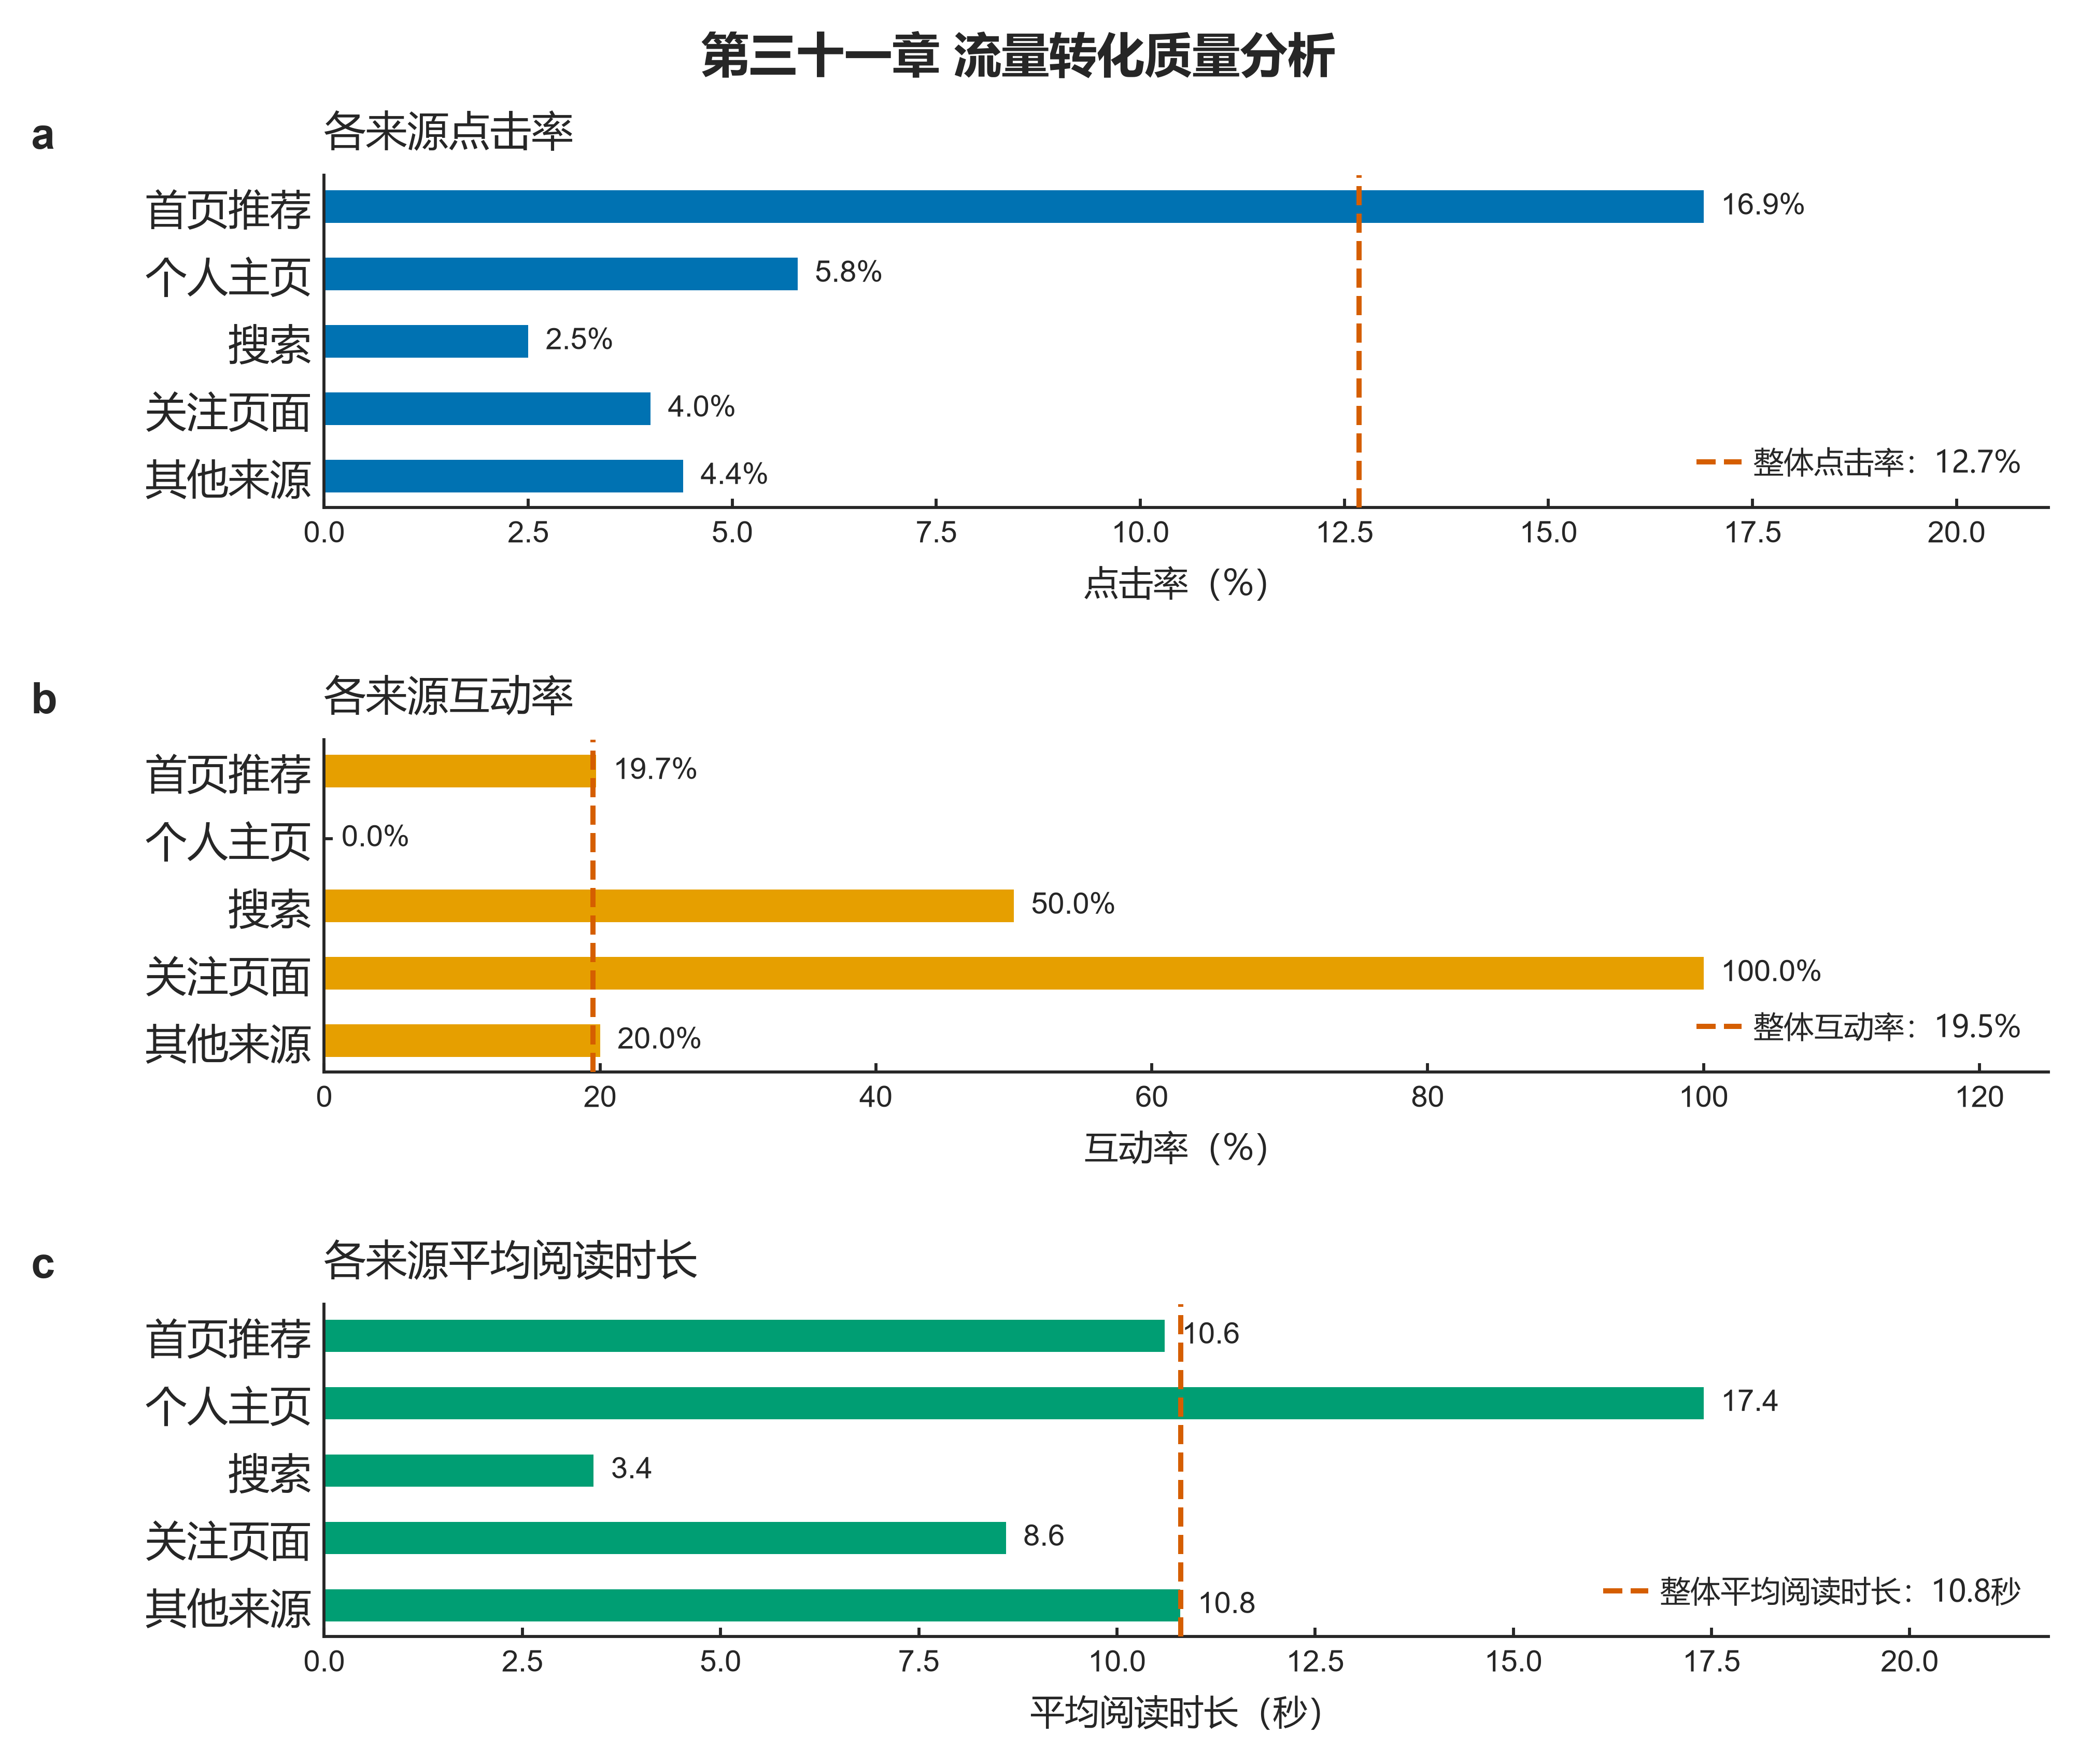 第三十一章 流量转化质量分析
a
各来源点击率
首页推荐 16.9%
个人主页 5.8%
搜索 2.5%
关注页面 4.0%
其他来源 4.4%
整体点击率：12.7%
0.0 2.5 5.0 7.5 10.0 12.5 15.0 17.5 20.0
点击率（%）
b
各来源互动率
首页推荐 19.7%
个人主页 0.0%
搜索 50.0%
关注页面 100.0%
其他来源 20.0%
整体互动率：19.5%
0 20 40 60 80 100 120
互动率（%）
c
各来源平均阅读时长
首页推荐 10.6
个人主页 17.4
搜索 3.4
关注页面 8.6
其他来源 10.8
整体平均阅读时长：10.8秒
0.0 2.5 5.0 7.5 10.0 12.5 15.0 17.5 20.0
平均阅读时长（秒）